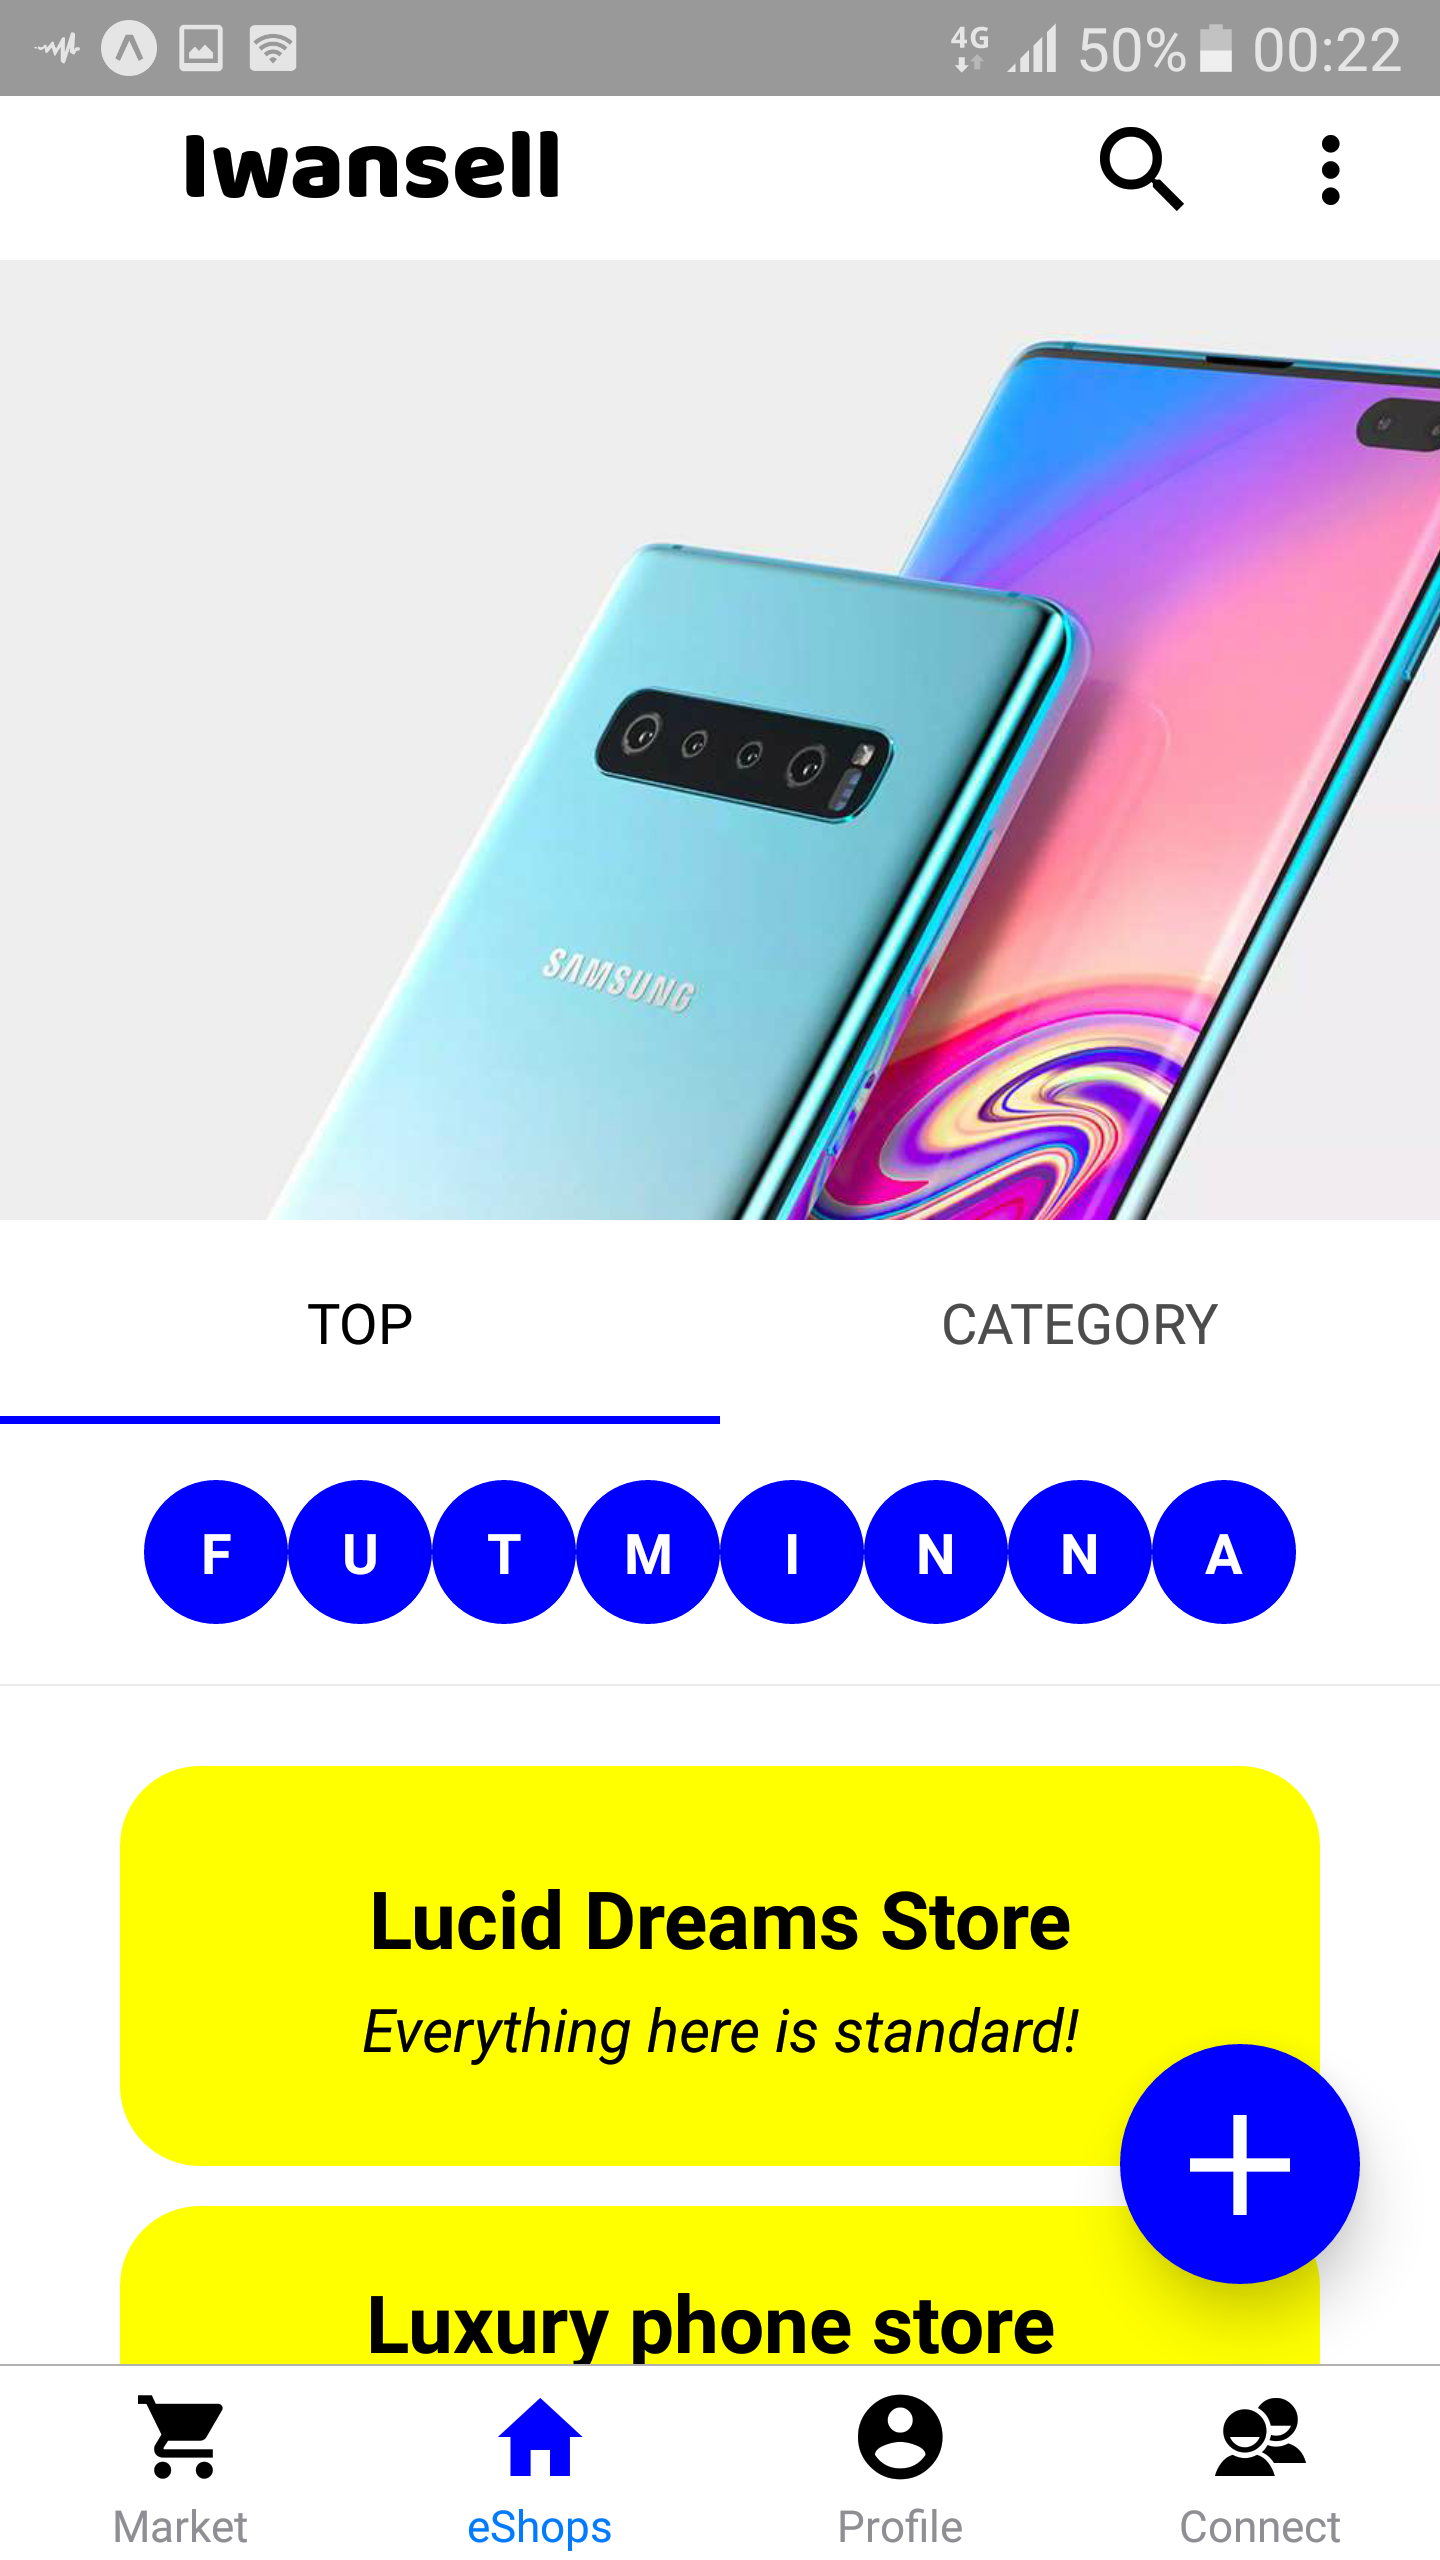 4G 50% 00:22
Iwansell
SAMSUNG
TOP CATEGORY
F U T M I N N A
Lucid Dreams Store
Everything here is standard!
Luxury phone store
Market eShops Profile Connect